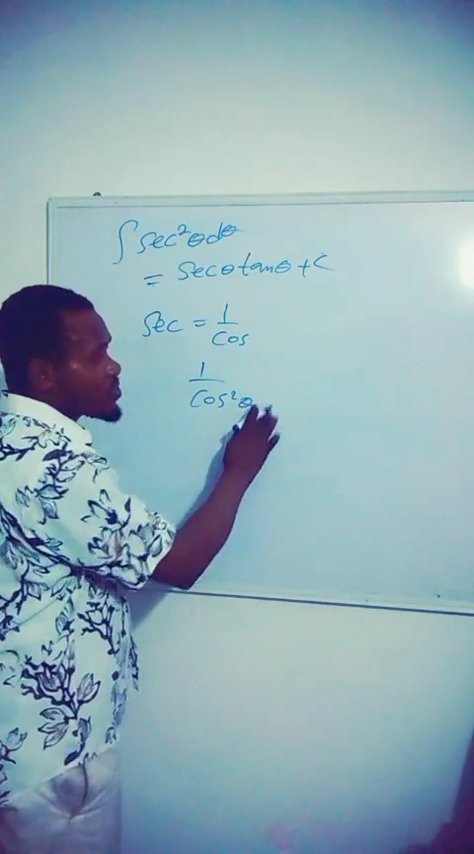 ∫ sec²θdθ
= secθtanθ + c
sec = 1/cos
1/cos²θ